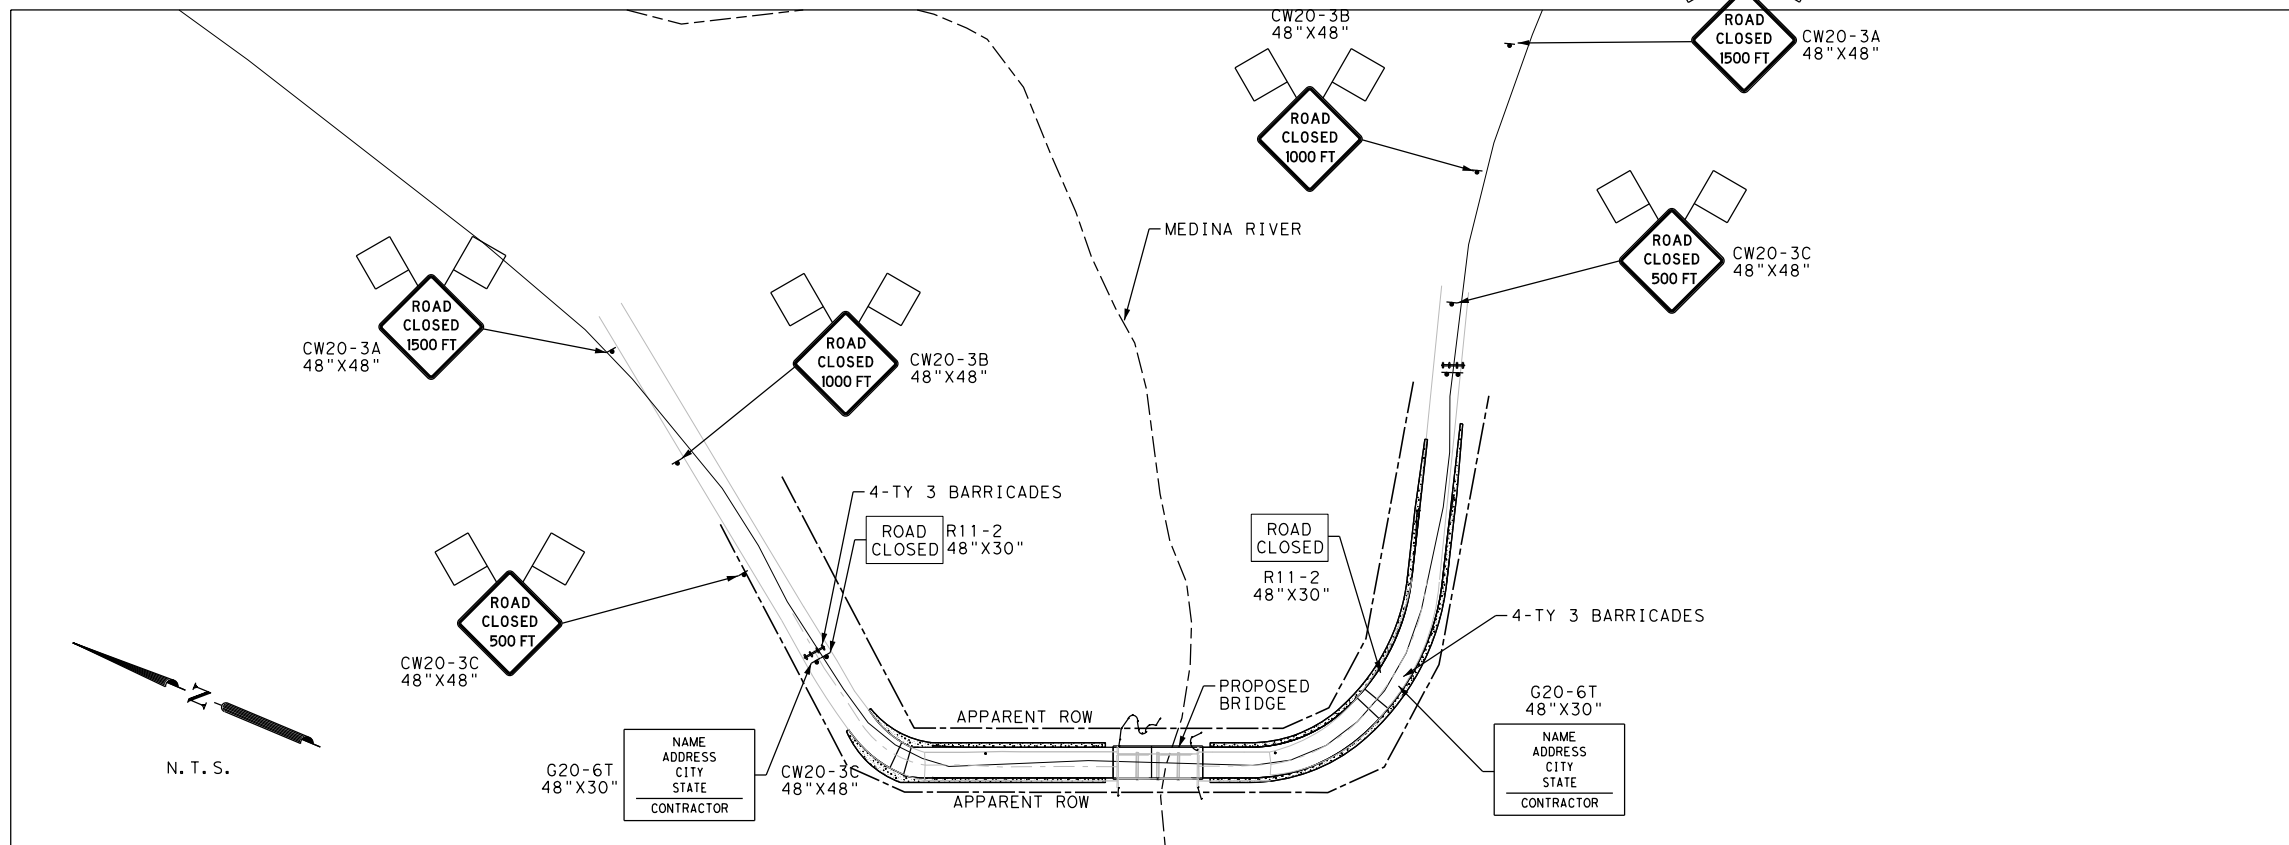 CW20-3B
48"X48"
ROAD
CLOSED
1500 FT
CW20-3A
48"X48"
ROAD
CLOSED
1000 FT
MEDINA RIVER
ROAD
CLOSED
500 FT
CW20-3C
48"X48"
ROAD
CLOSED
1500 FT
CW20-3A
48"X48"
ROAD
CLOSED
1000 FT
CW20-3B
48"X48"
4-TY 3 BARRICADES
ROAD
CLOSED
R11-2
48"X30"
ROAD
CLOSED
R11-2
48"X30"
ROAD
CLOSED
500 FT
CW20-3C
48"X48"
4-TY 3 BARRICADES
N
N.T.S.
PROPOSED
BRIDGE
APPARENT ROW
G20-6T
48"X30"
NAME
ADDRESS
CITY
STATE
CONTRACTOR
G20-6T
48"X30"
NAME
ADDRESS
CITY
STATE
CONTRACTOR
CW20-3C
48"X48"
APPARENT ROW